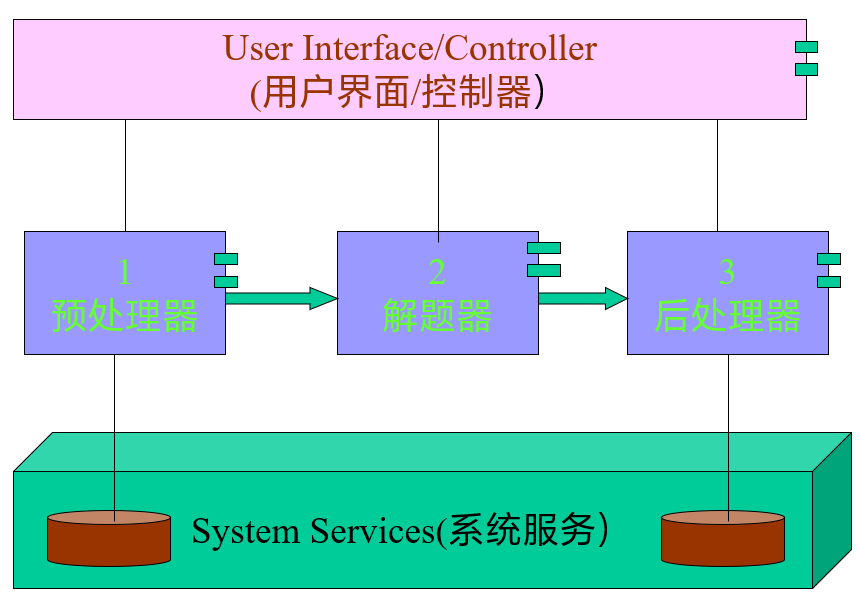 User Interface/Controller
(用户界面/控制器）
1
预处理器
2
解题器
3
后处理器
System Services(系统服务）